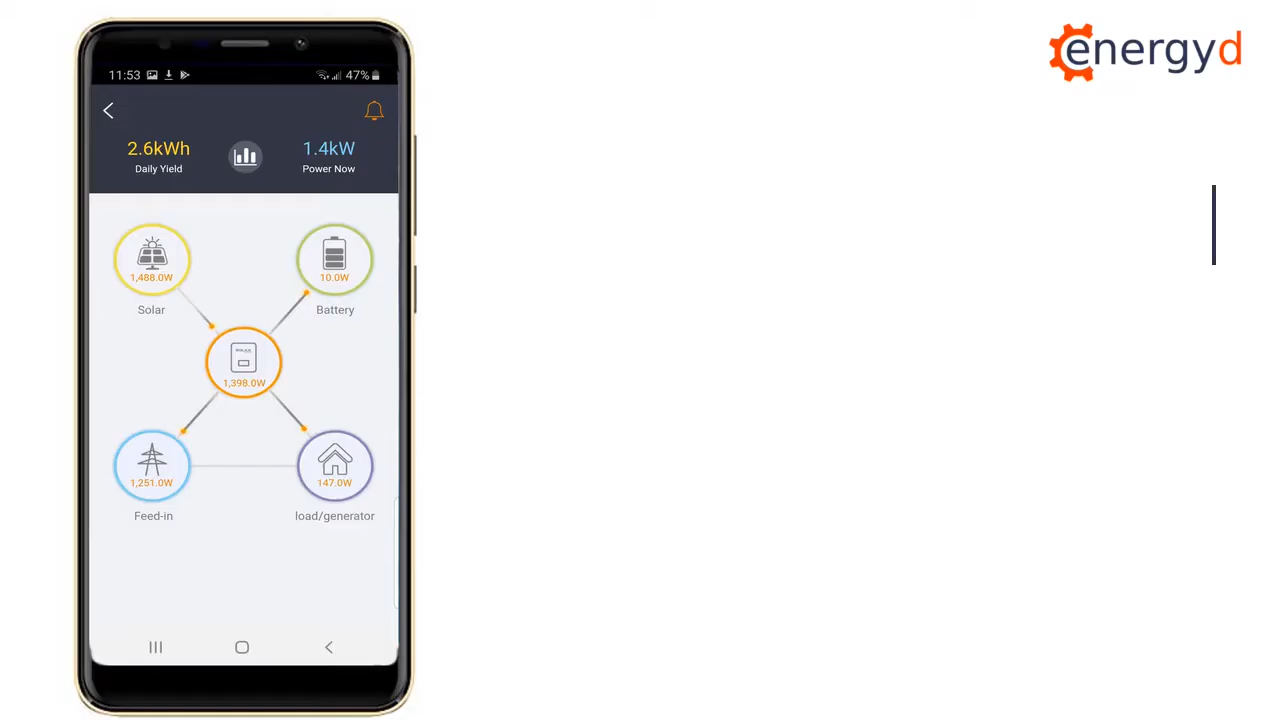 energyd
11:53 47%
2.6kWh 1.4kW
Daily Yield Power Now
1,488.0W 10.0W
Solar Battery
1,398.0W
1,251.0W 147.0W
Feed-in load/generator